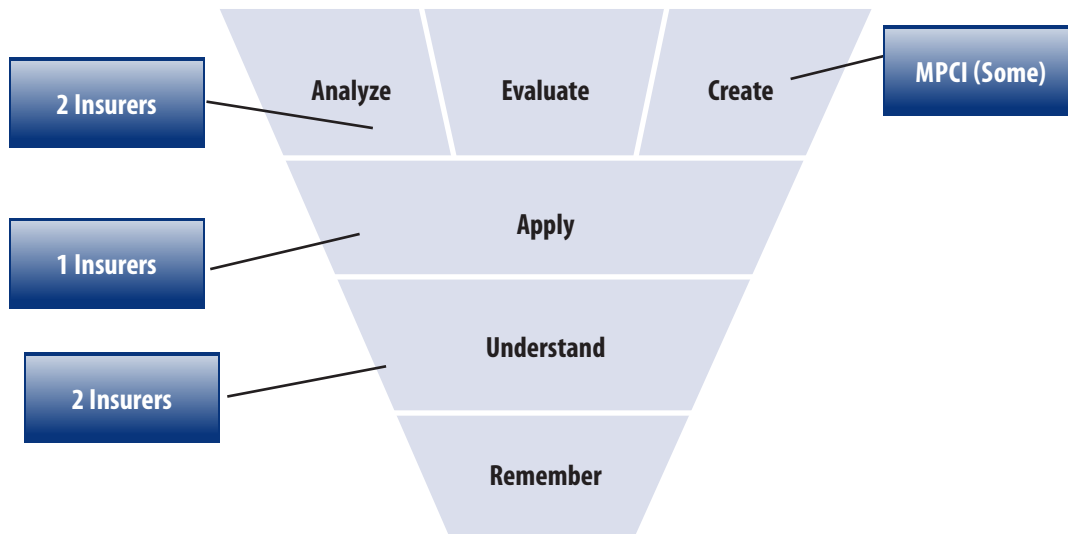 2 Insurers
Analyze
Evaluate
Create
MPCI (Some)
1 Insurers
Apply
2 Insurers
Understand
Remember